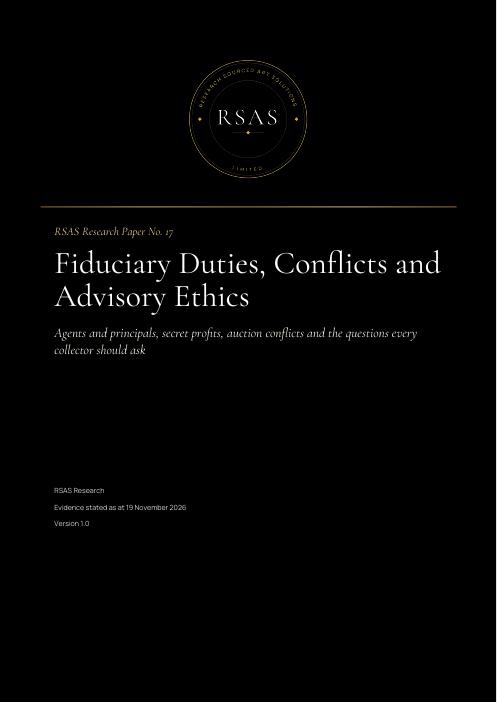 RESEARCH SOURCED ART SOLUTIONS
RSAS
LIMITED
RSAS Research Paper No. 17
Fiduciary Duties, Conflicts and
Advisory Ethics
Agents and principals, secret profits, auction conflicts and the questions every
collector should ask
RSAS Research
Evidence stated as at 19 November 2026
Version 1.0